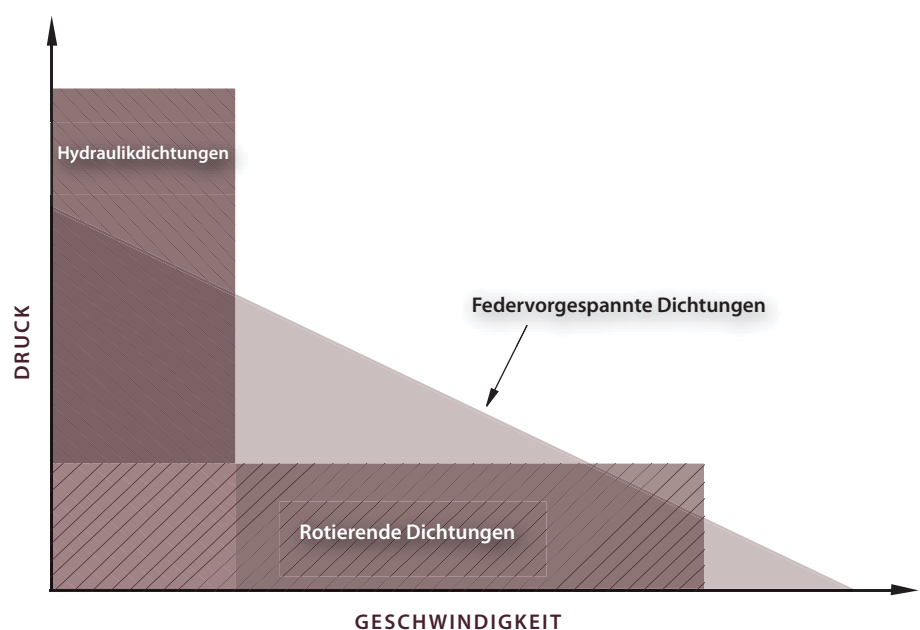 Hydraulikdichtungen
Federvorgespannte Dichtungen
DRUCK
Rotierende Dichtungen
GESCHWINDIGKEIT